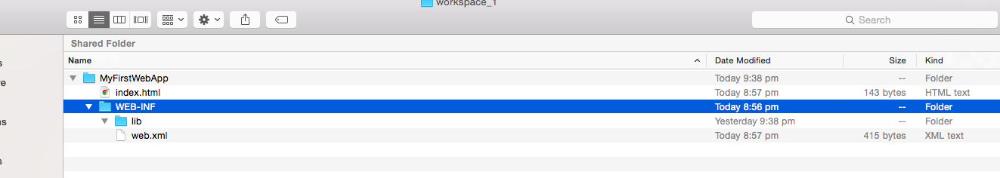 workspace_1
Search
Shared Folder
Name Date Modified Size Kind
MyFirstWebApp Today 9:38 pm -- Folder
index.html Today 8:57 pm 143 bytes HTML text
WEB-INF Today 8:56 pm -- Folder
lib Yesterday 9:38 pm -- Folder
web.xml Today 8:57 pm 415 bytes XML text